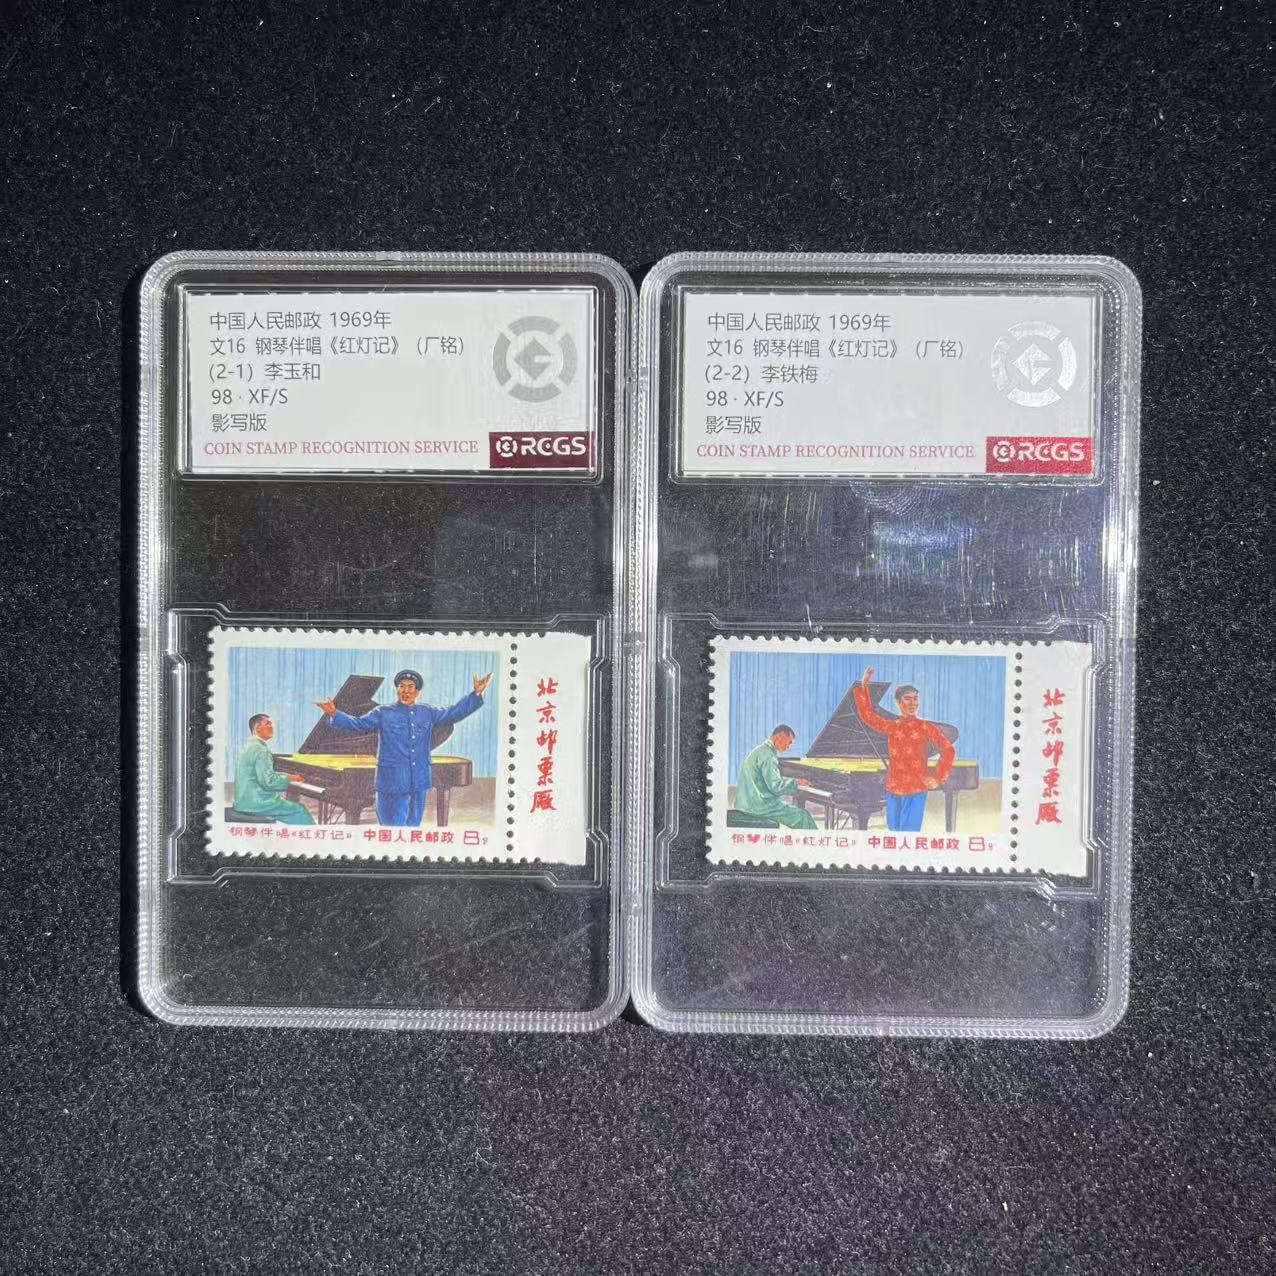 中国人民邮政 1969年
文16 钢琴伴唱《红灯记》（厂铭）
(2-1) 李玉和
98 · XF/S
影写版
COIN STAMP RECOGNITION SERVICE
RCGS
中国人民邮政 1969年
文16 钢琴伴唱《红灯记》（厂铭）
(2-2) 李铁梅
98 · XF/S
影写版
COIN STAMP RECOGNITION SERVICE
RCGS
北京邮票厂
钢琴伴唱《红灯记》 中国人民邮政 8分
北京邮票厂
钢琴伴唱《红灯记》 中国人民邮政 8分